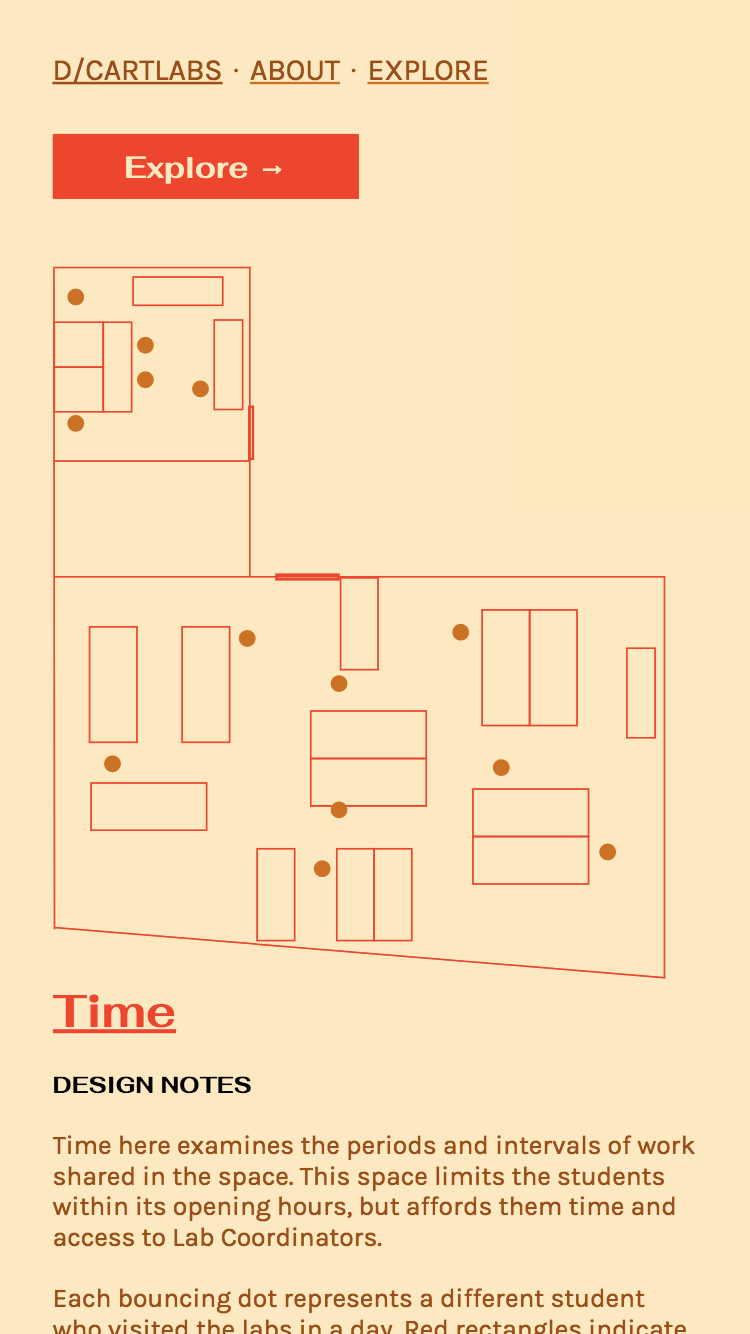 D/CARTLABS · ABOUT · EXPLORE
Explore →
Time
DESIGN NOTES
Time here examines the periods and intervals of work
shared in the space. This space limits the students
within its opening hours, but affords them time and
access to Lab Coordinators.
Each bouncing dot represents a different student
who visited the labs in a day. Red rectangles indicate